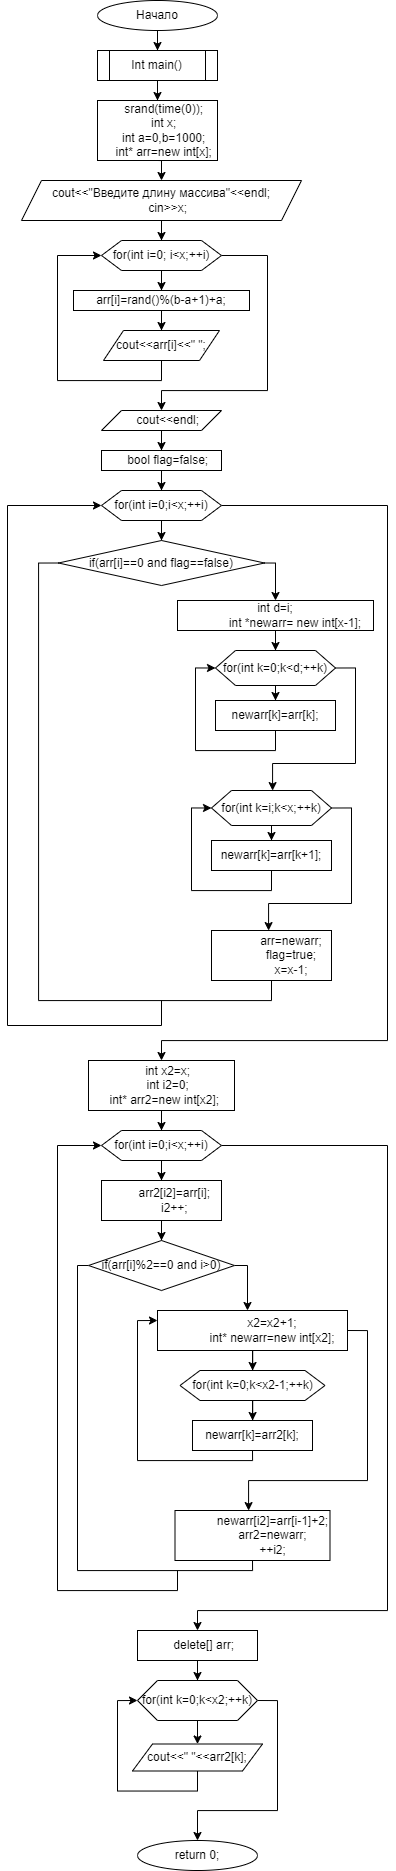 Начало
Int main()
srand(time(0));
int x;
int a=0,b=1000;
int* arr=new int[x];
cout<<"Введите длину массива"<<endl;
cin>>x;
for(int i=0; i<x;++i)
arr[i]=rand()%(b-a+1)+a;
cout<<arr[i]<<" ";
cout<<endl;
bool flag=false;
for(int i=0;i<x;++i)
if(arr[i]==0 and flag==false)
int d=i;
int *newarr= new int[x-1];
for(int k=0;k<d;++k)
newarr[k]=arr[k];
for(int k=i;k<x;++k)
newarr[k]=arr[k+1];
arr=newarr;
flag=true;
x=x-1;
int x2=x;
int i2=0;
int* arr2=new int[x2];
for(int i=0;i<x;++i)
arr2[i2]=arr[i];
i2++;
if(arr[i]%2==0 and i>0)
x2=x2+1;
int* newarr=new int[x2];
for(int k=0;k<x2-1;++k)
newarr[k]=arr2[k];
newarr[i2]=arr[i-1]+2;
arr2=newarr;
++i2;
delete[] arr;
for(int k=0;k<x2;++k)
cout<<" "<<arr2[k];
return 0;